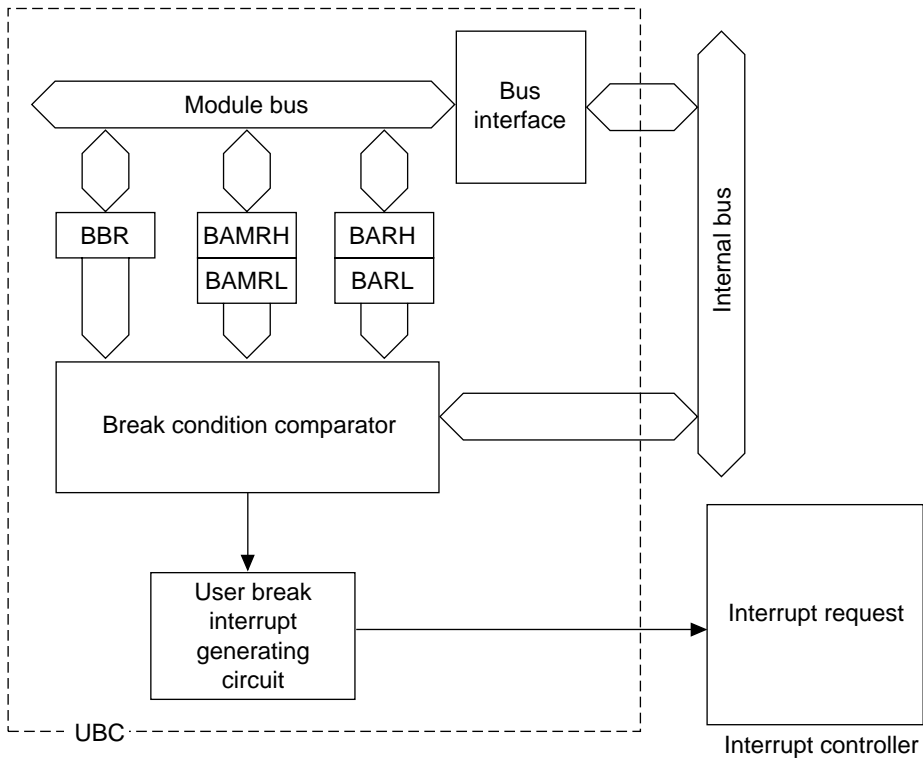 Module bus
Bus
interface
BBR
BAMRH
BARH
BAMRL
BARL
Internal bus
Break condition comparator
User break
interrupt
generating
circuit
Interrupt request
UBC
Interrupt controller